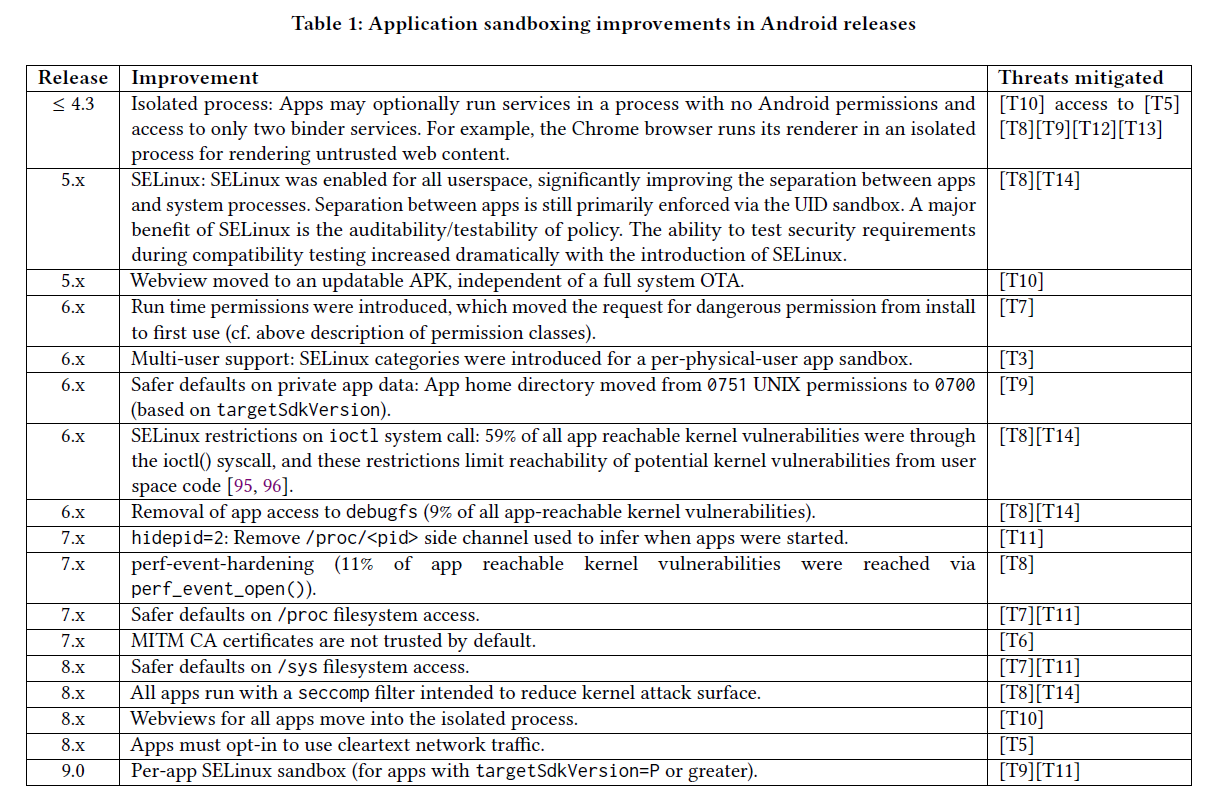 Table 1: Application sandboxing improvements in Android releases
Release Improvement Threats mitigated
≤ 4.3 Isolated process: Apps may optionally run services in a process with no Android permissions and [T10] access to [T5]
access to only two binder services. For example, the Chrome browser runs its renderer in an isolated [T8][T9][T12][T13]
process for rendering untrusted web content.
5.x SELinux: SELinux was enabled for all userspace, significantly improving the separation between apps [T8][T14]
and system processes. Separation between apps is still primarily enforced via the UID sandbox. A major
benefit of SELinux is the auditability/testability of policy. The ability to test security requirements
during compatibility testing increased dramatically with the introduction of SELinux.
5.x Webview moved to an updatable APK, independent of a full system OTA. [T10]
6.x Run time permissions were introduced, which moved the request for dangerous permission from install [T7]
to first use (cf. above description of permission classes).
6.x Multi-user support: SELinux categories were introduced for a per-physical-user app sandbox. [T3]
6.x Safer defaults on private app data: App home directory moved from 0751 UNIX permissions to 0700 [T9]
(based on targetSdkVersion).
6.x SELinux restrictions on ioctl system call: 59% of all app reachable kernel vulnerabilities were through [T8][T14]
the ioctl() syscall, and these restrictions limit reachability of potential kernel vulnerabilities from user
space code [95, 96].
6.x Removal of app access to debugfs (9% of all app-reachable kernel vulnerabilities). [T8][T14]
7.x hidepid=2: Remove /proc/<pid> side channel used to infer when apps were started. [T11]
7.x perf-event-hardening (11% of app reachable kernel vulnerabilities were reached via [T8]
perf_event_open()).
7.x Safer defaults on /proc filesystem access. [T7][T11]
7.x MITM CA certificates are not trusted by default. [T6]
8.x Safer defaults on /sys filesystem access. [T7][T11]
8.x All apps run with a seccomp filter intended to reduce kernel attack surface. [T8][T14]
8.x Webviews for all apps move into the isolated process. [T10]
8.x Apps must opt-in to use cleartext network traffic. [T5]
9.0 Per-app SELinux sandbox (for apps with targetSdkVersion=P or greater). [T9][T11]